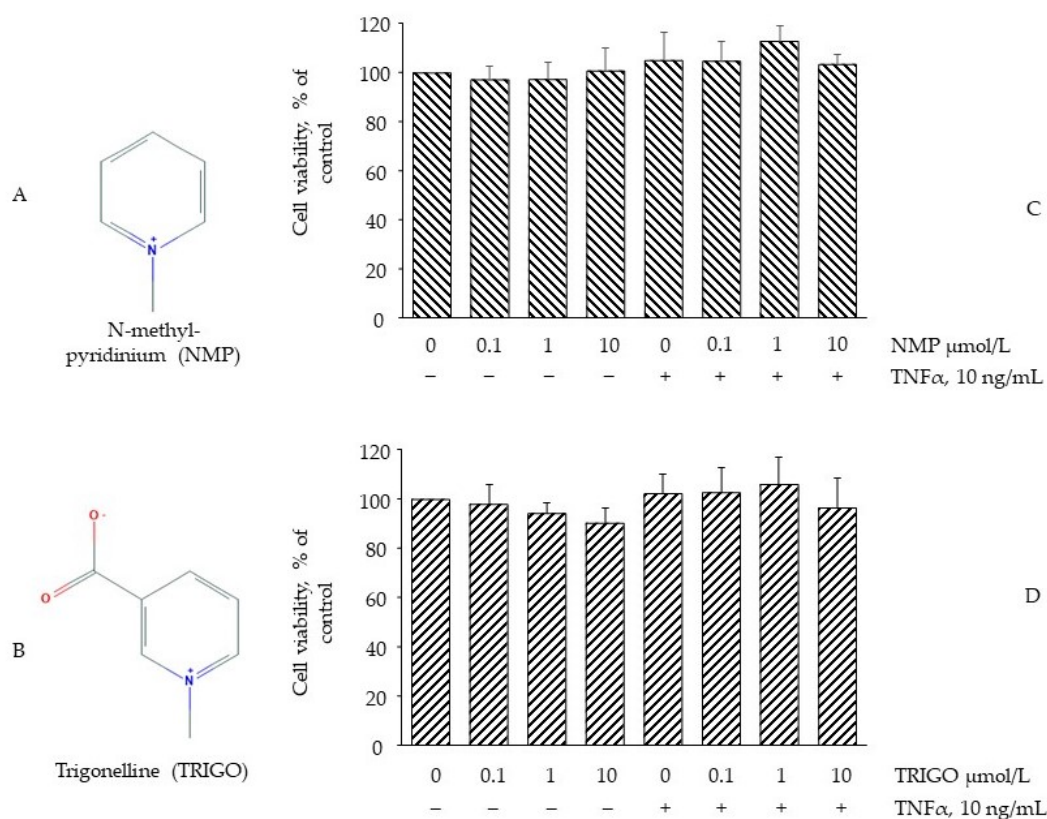 A
N
+
N-methyl-
pyridinium (NMP)
Cell viability, % of
control
120
100
80
60
40
20
0
0 0.1 1 10 0 0.1 1 10 NMP μmol/L
– – – – + + + + TNFα, 10 ng/mL
C
B
O -
O
N
+
Trigonelline (TRIGO)
Cell viability, % of
control
120
100
80
60
40
20
0
0 0.1 1 10 0 0.1 1 10 TRIGO μmol/L
– – – – + + + + TNFα, 10 ng/mL
D